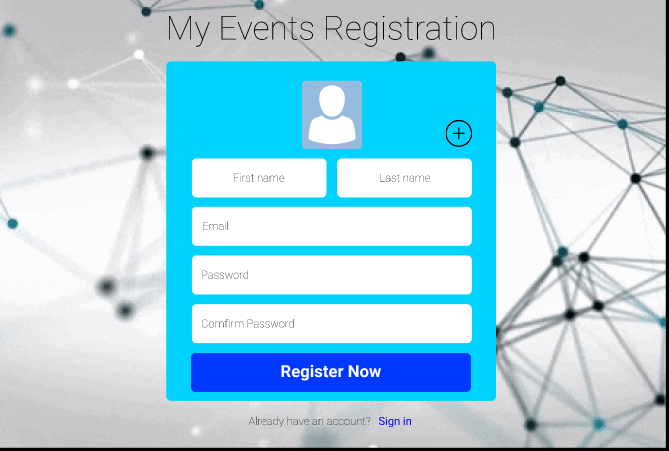 My Events Registration
First name Last name
Email
Password
Comfirm Password
Register Now
Already have an account? Sign in